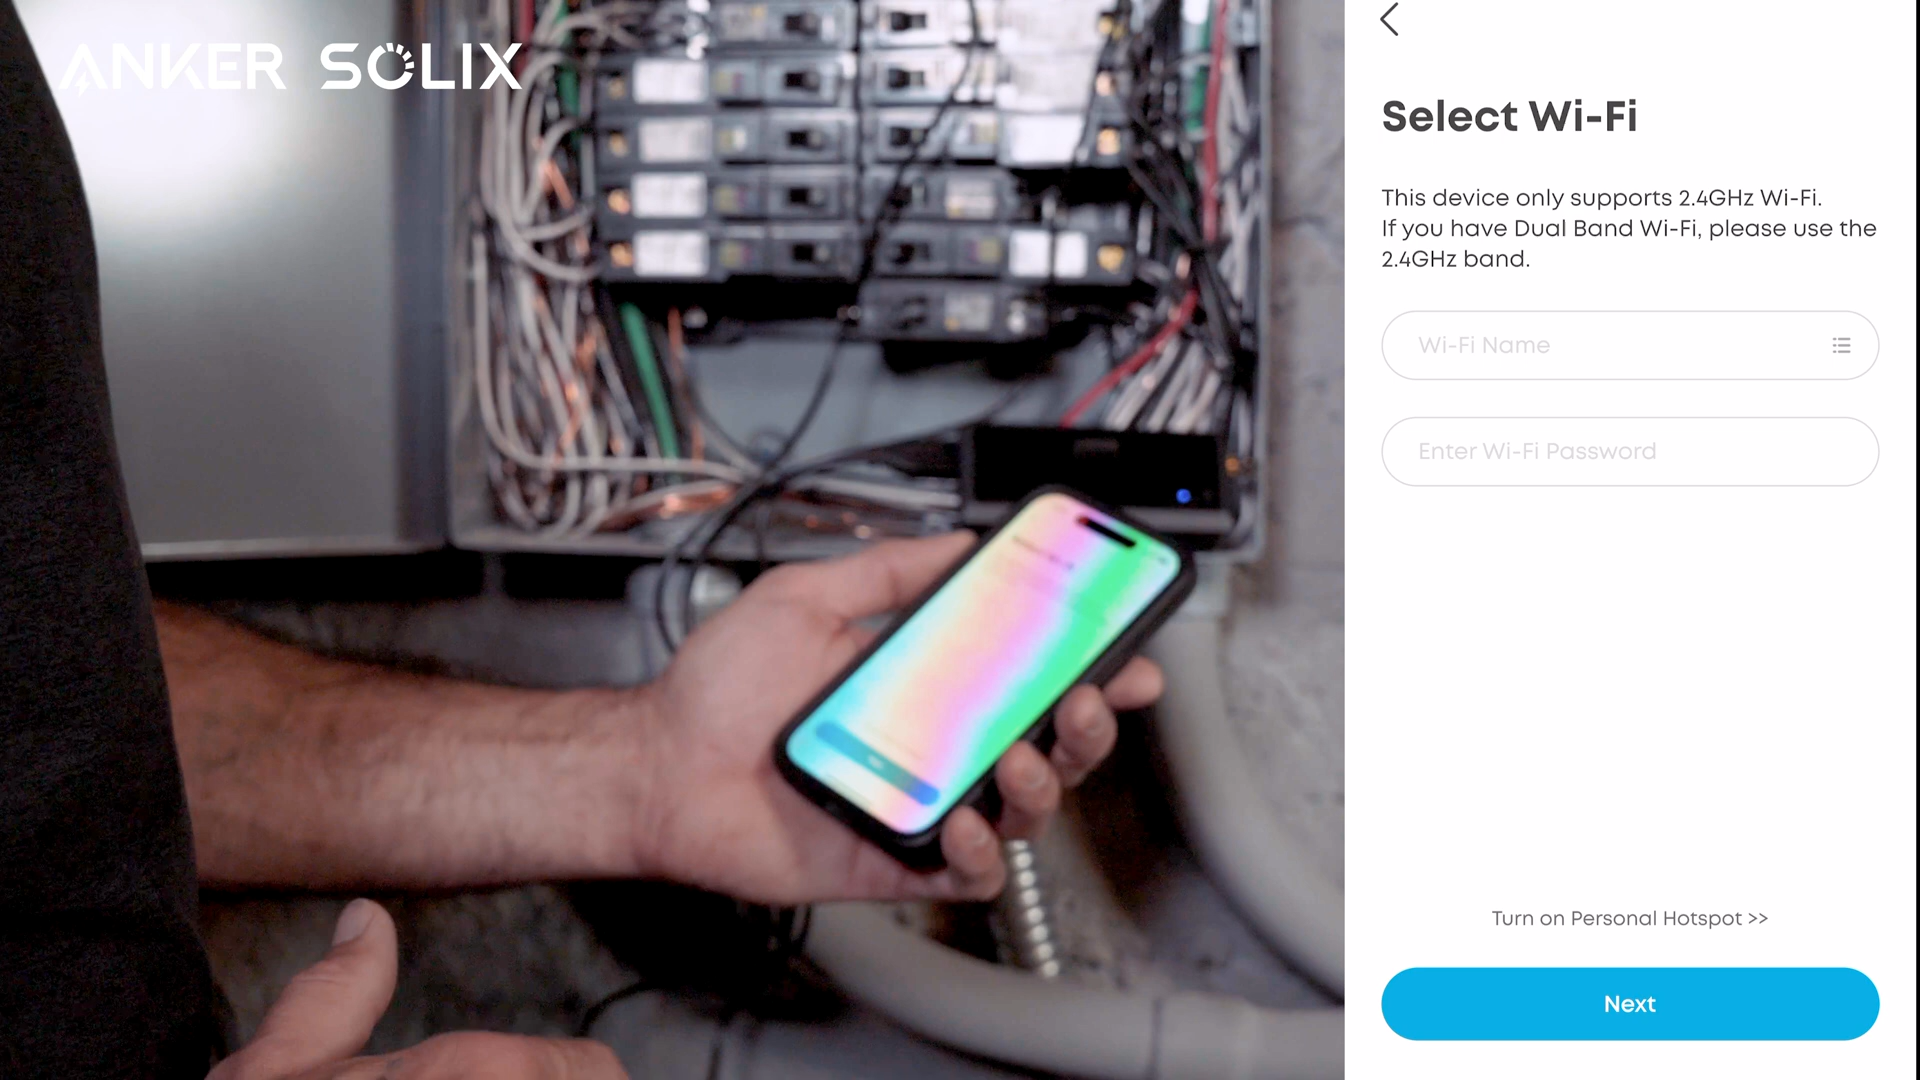 ANKER SOLIX
Select Wi-Fi
This device only supports 2.4GHz Wi-Fi.
If you have Dual Band Wi-Fi, please use the
2.4GHz band.
Wi-Fi Name
Enter Wi-Fi Password
Turn on Personal Hotspot >>
Next